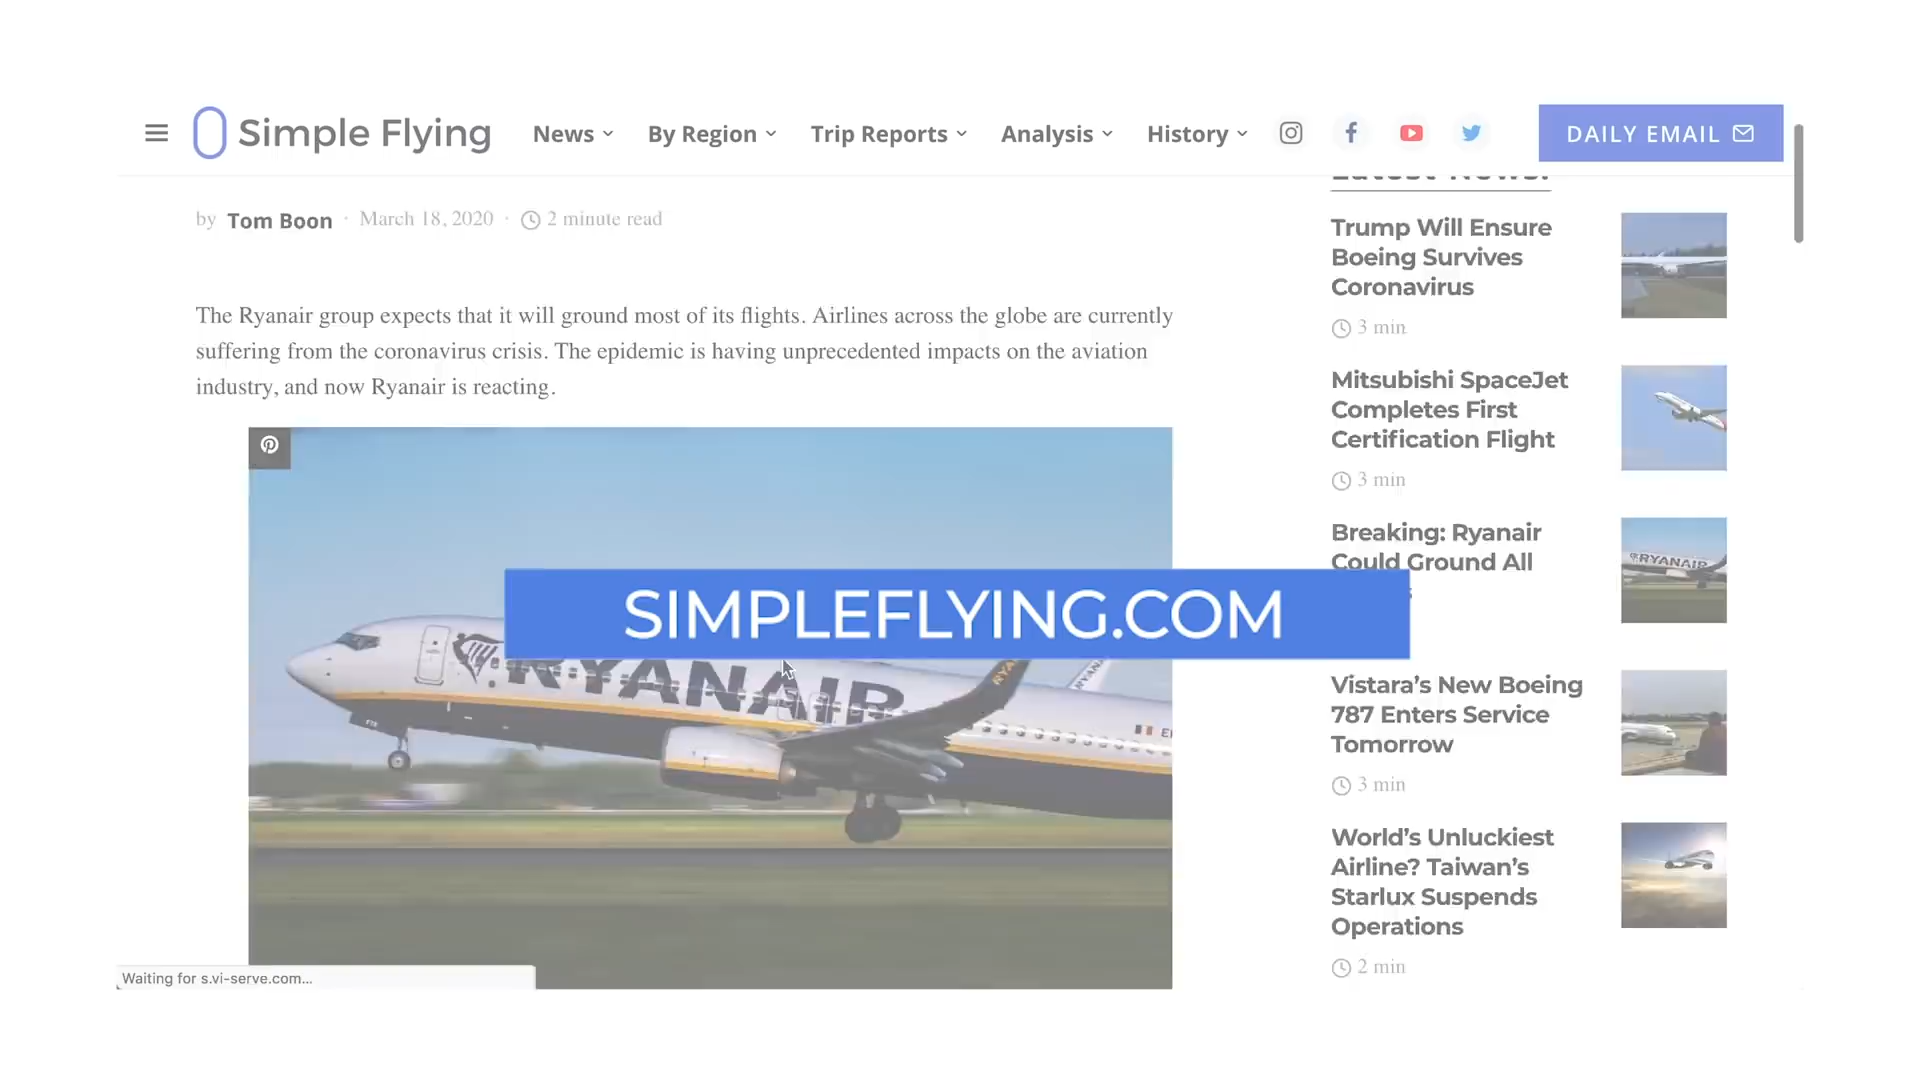 Simple Flying
News
By Region
Trip Reports
Analysis
History
DAILY EMAIL
by Tom Boon · March 18, 2020 · 2 minute read
The Ryanair group expects that it will ground most of its flights. Airlines across the globe are currently
suffering from the coronavirus crisis. The epidemic is having unprecedented impacts on the aviation
industry, and now Ryanair is reacting.
SIMPLEFLYING.COM
RYANAIR
Waiting for s.vi-serve.com...
Latest News:
Trump Will Ensure
Boeing Survives
Coronavirus
3 min
Mitsubishi SpaceJet
Completes First
Certification Flight
3 min
Breaking: Ryanair
Could Ground All
RYANAIR
Vistara’s New Boeing
787 Enters Service
Tomorrow
3 min
World’s Unluckiest
Airline? Taiwan’s
Starlux Suspends
Operations
2 min